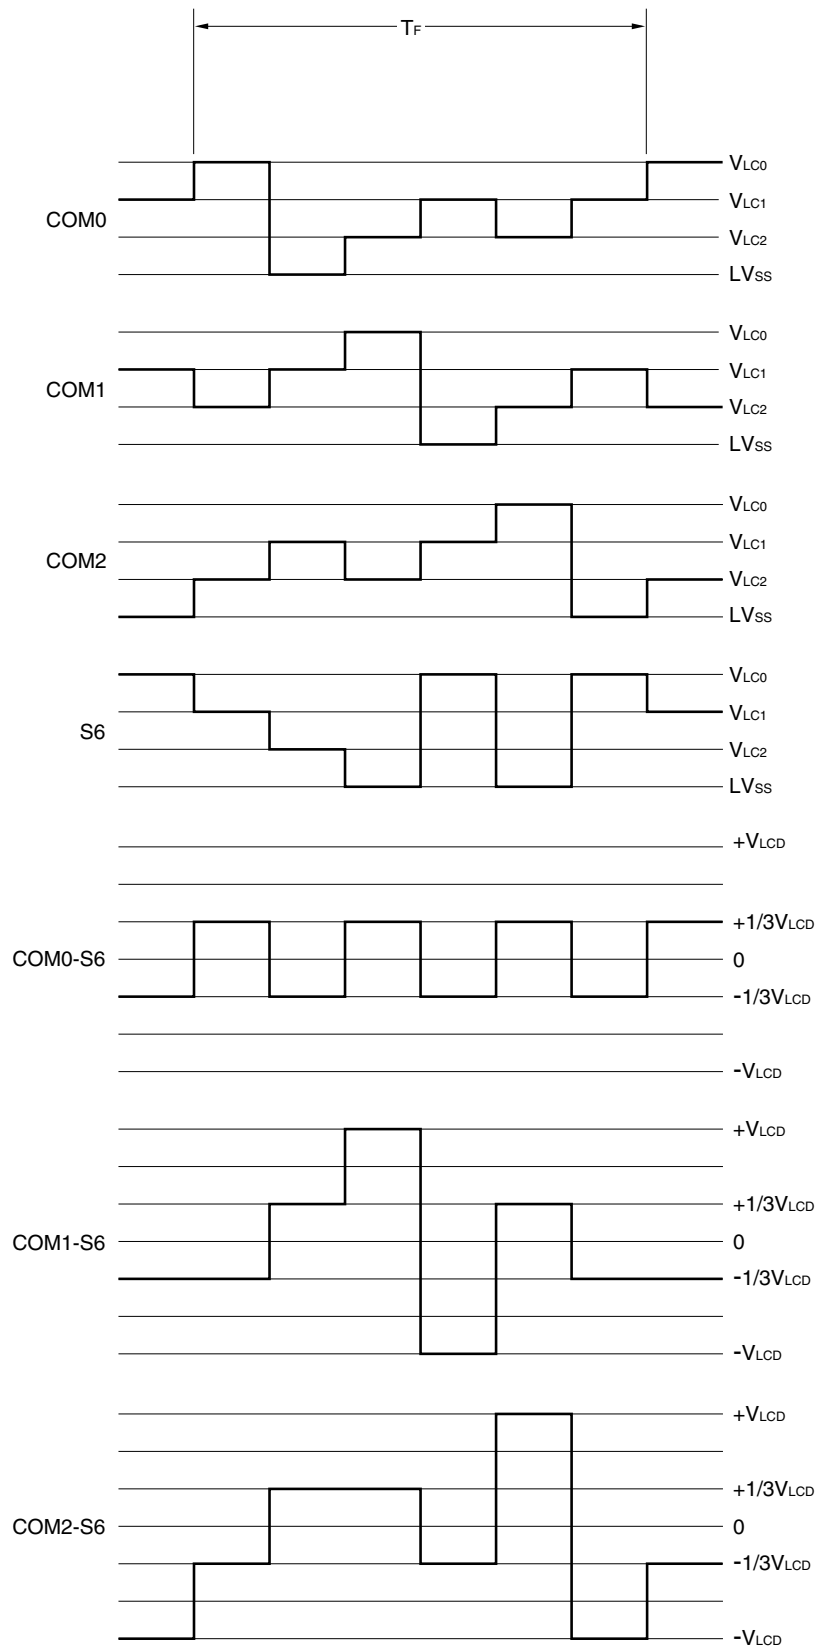 TF
VLC0
VLC1
COM0
VLC2
LVSS
VLC0
VLC1
COM1
VLC2
LVSS
VLC0
VLC1
COM2
VLC2
LVSS
VLC0
VLC1
S6
VLC2
LVSS
+VLCD
+1/3VLCD
COM0-S6
0
-1/3VLCD
-VLCD
+VLCD
+1/3VLCD
COM1-S6
0
-1/3VLCD
-VLCD
+VLCD
+1/3VLCD
COM2-S6
0
-1/3VLCD
-VLCD